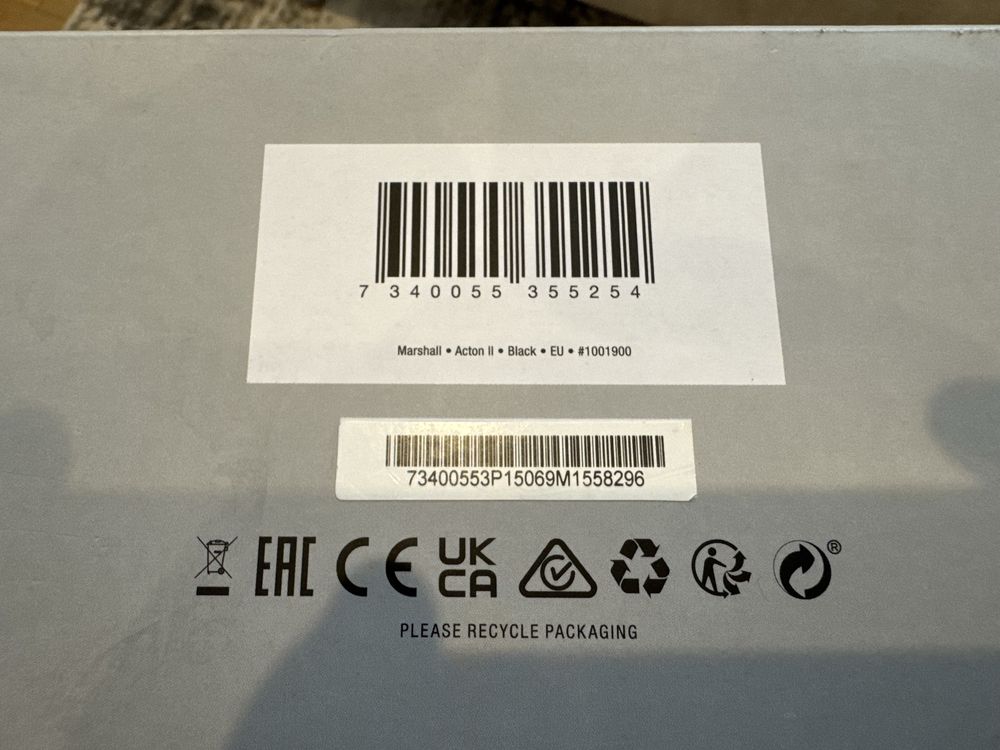 7 340055 355254
Marshall • Acton II • Black • EU • #1001900
73400553P15069M1558296
EAC CE UK CA ®
PLEASE RECYCLE PACKAGING